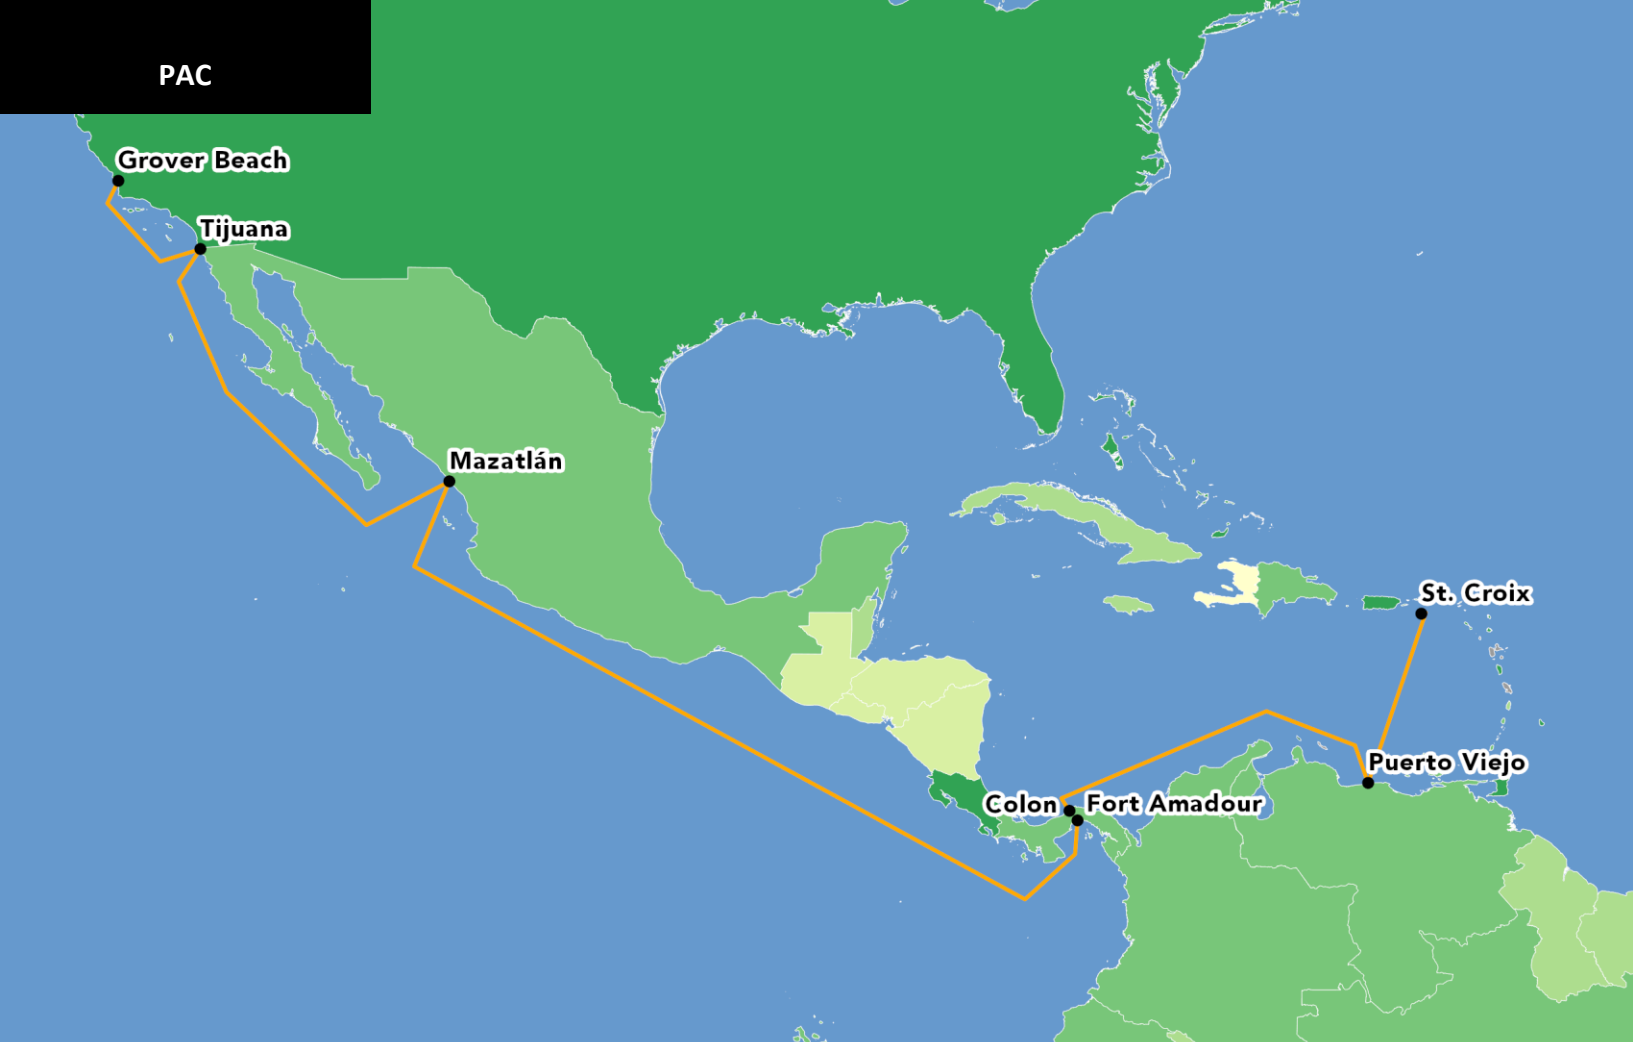 PAC
Grover Beach
Tijuana
Mazatlán
St. Croix
Puerto Viejo
Colon
Fort Amadour